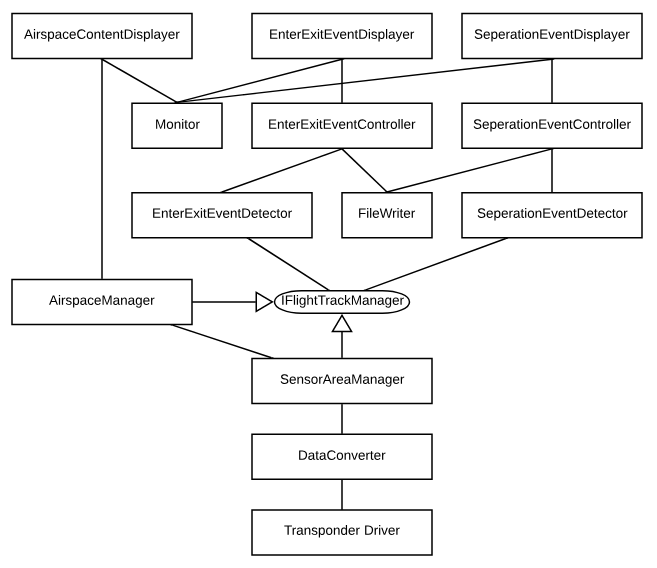 AirspaceContentDisplayer
EnterExitEventDisplayer
SeperationEventDisplayer
Monitor
EnterExitEventController
SeperationEventController
EnterExitEventDetector
FileWriter
SeperationEventDetector
AirspaceManager
IFlightTrackManager
SensorAreaManager
DataConverter
Transponder Driver